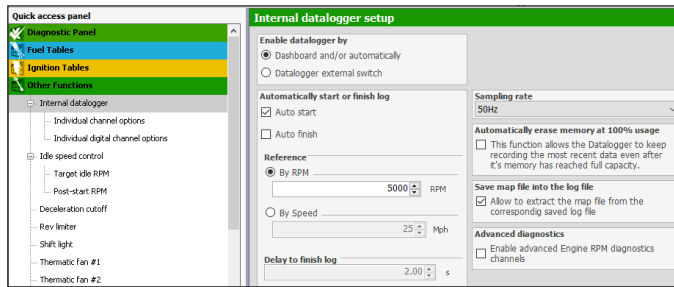 Quick access panel
Diagnostic Panel
Fuel Tables
Ignition Tables
Other Functions
Internal datalogger
Individual channel options
Individual digital channel options
Idle speed control
Target idle RPM
Post-start RPM
Deceleration cutoff
Rev limiter
Shift light
Thermatic fan #1
Thermatic fan #2
Internal datalogger setup
Enable datalogger by
Dashboard and/or automatically
Datalogger external switch
Automatically start or finish log
Auto start
Auto finish
Reference
By RPM
5000 RPM
By Speed
25 Mph
Delay to finish log
2.00 s
Sampling rate
50Hz
Automatically erase memory at 100% usage
This function allows the Datalogger to keep
recording the most recent data even after
it's memory has reached full capacity.
Save map file into the log file
Allow to extract the map file from the
correspondig saved log file
Advanced diagnostics
Enable advanced Engine RPM diagnostics
channels